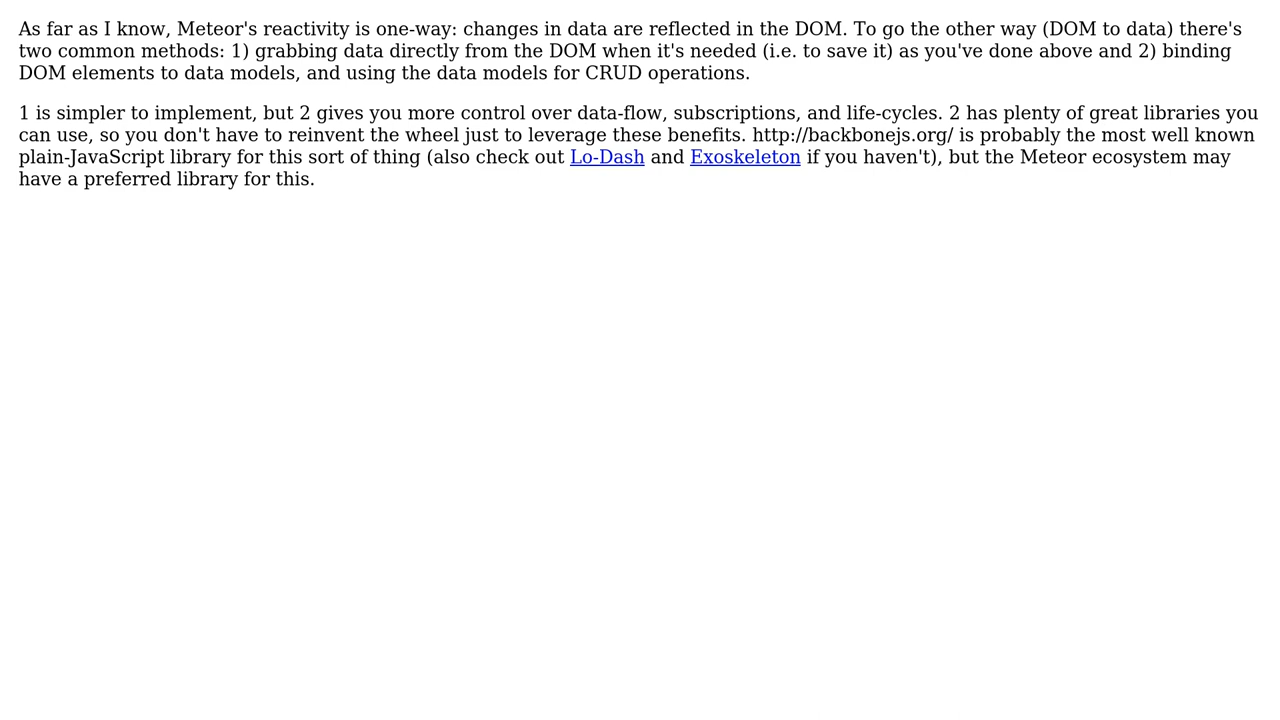 As far as I know, Meteor's reactivity is one-way: changes in data are reflected in the DOM. To go the other way (DOM to data) there's
two common methods: 1) grabbing data directly from the DOM when it's needed (i.e. to save it) as you've done above and 2) binding
DOM elements to data models, and using the data models for CRUD operations.
1 is simpler to implement, but 2 gives you more control over data-flow, subscriptions, and life-cycles. 2 has plenty of great libraries you
can use, so you don't have to reinvent the wheel just to leverage these benefits. http://backbonejs.org/ is probably the most well known
plain-JavaScript library for this sort of thing (also check out Lo-Dash and Exoskeleton if you haven't), but the Meteor ecosystem may
have a preferred library for this.